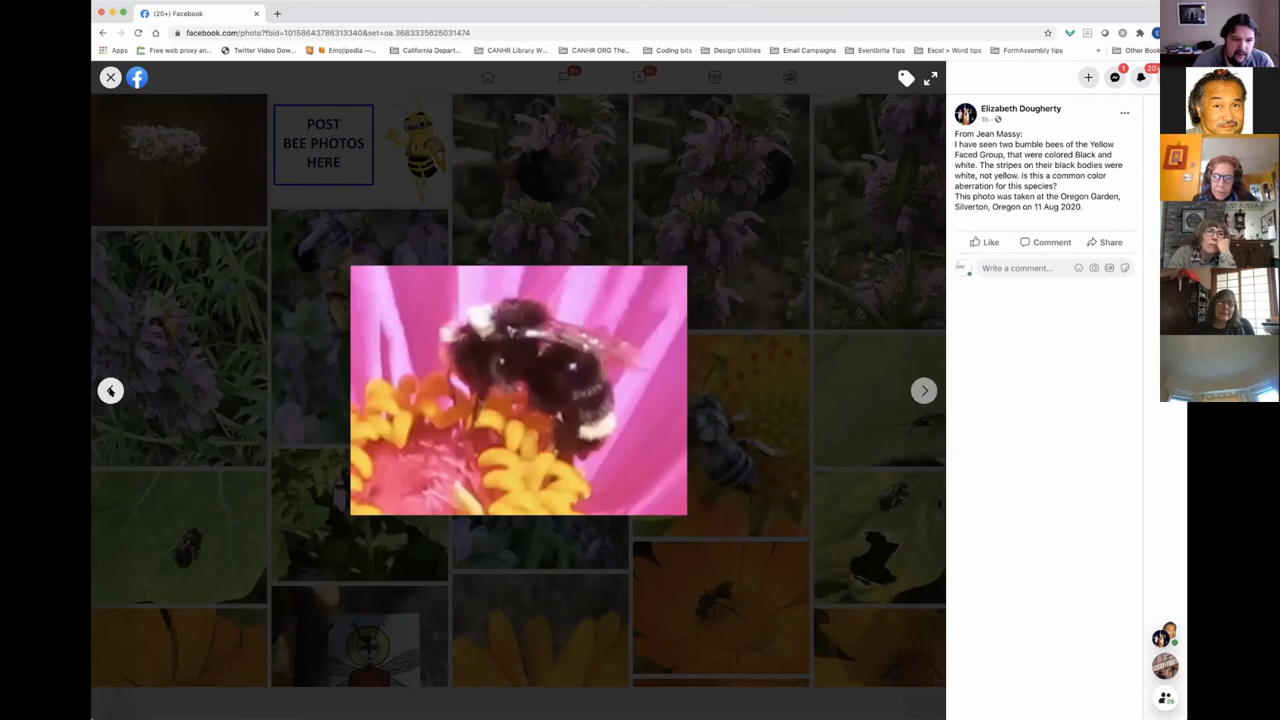 (20+) Facebook
facebook.com/photo?fbid=10158643786313340&set=oa.3683335625031474
Apps
Free web proxy an...
Twitter Video Dow...
Emojipedia — ...
California Depart...
CANHR Library W...
CANHR ORG The...
Coding bits
Design Utilities
Email Campaigns
Eventbrite Tips
Excel > Word tips
FormAssembly tips
»
Other Book
POST
BEE PHOTOS
HERE
1
20+
Elizabeth Dougherty
1h ·
From Jean Massy:
I have seen two bumble bees of the Yellow
Faced Group, that were colored Black and
white. The stripes on their black bodies were
white, not yellow. Is this a common color
aberration for this species?
This photo was taken at the Oregon Garden,
Silverton, Oregon on 11 Aug 2020.
Like
Comment
Share
Write a comment...
26